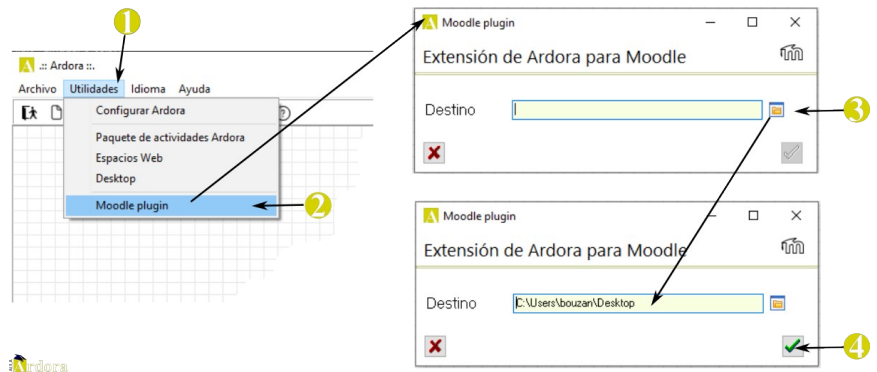 1
.:: Ardora ::.
Archivo Utilidades Idioma Ayuda
Configurar Ardora
Paquete de actividades Ardora
Espacios Web
Desktop
Moodle plugin
2
Moodle plugin
Extensión de Ardora para Moodle
Destino
3
Moodle plugin
Extensión de Ardora para Moodle
Destino
C:\Users\bouzan\Desktop
4
Ardora